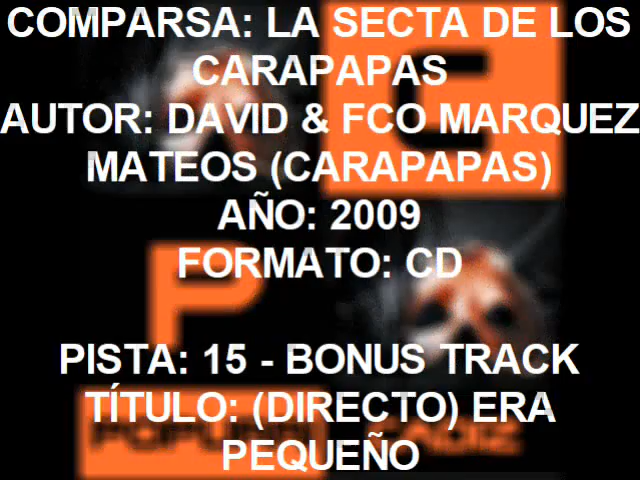 COMPARSA: LA SECTA DE LOS
CARAPAPAS
AUTOR: DAVID & FCO MARQUEZ
MATEOS (CARAPAPAS)
AÑO: 2009
FORMATO: CD
PISTA: 15 - BONUS TRACK
TÍTULO: (DIRECTO) ERA
PEQUEÑO